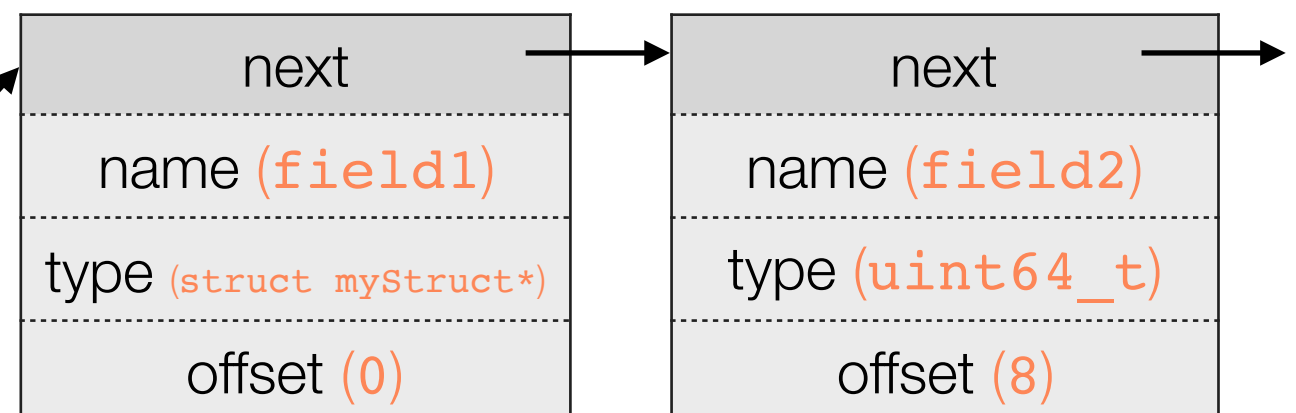 next
name (field1)
type (struct myStruct*)
offset (0)
next
name (field2)
type (uint64_t)
offset (8)